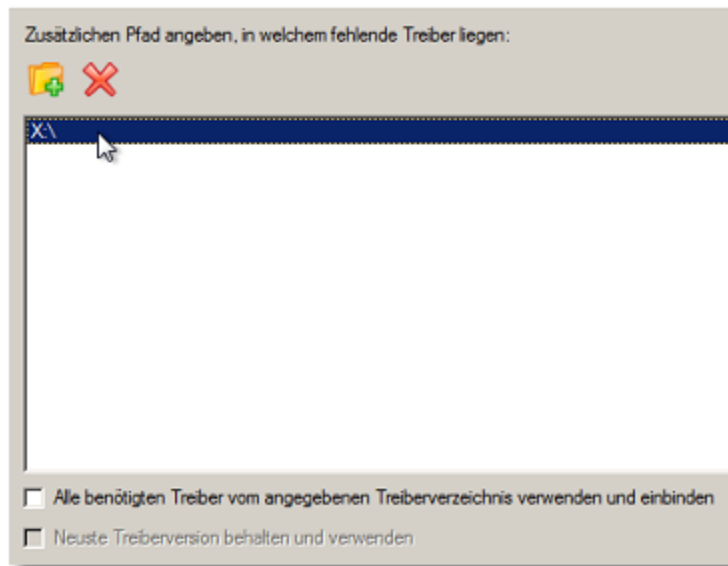 Zusätzlichen Pfad angeben, in welchem fehlende Treiber liegen:
X:\
Alle benötigten Treiber vom angegebenen Treiberverzeichnis verwenden und einbinden
Neuste Treiberversion behalten und verwenden